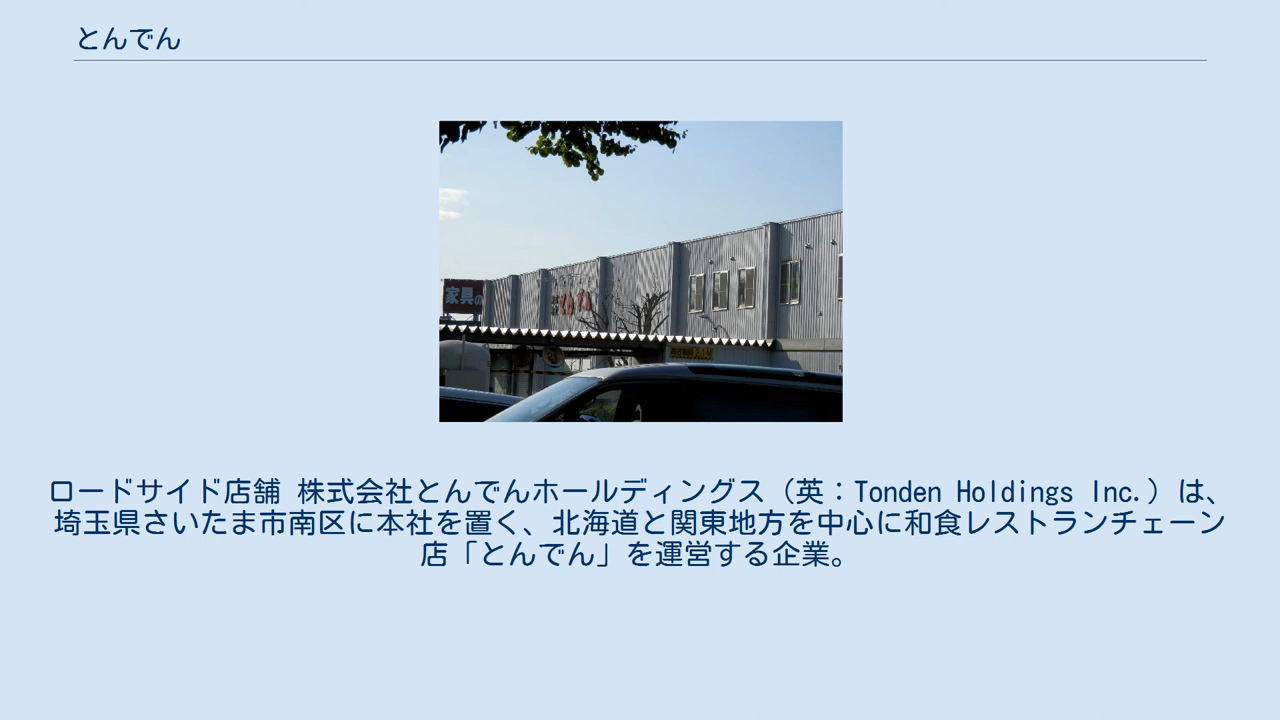 とんでん
家具の
とんでん
ロードサイド店舗 株式会社とんでんホールディングス（英：Tonden Holdings Inc.）は、
埼玉県さいたま市南区に本社を置く、北海道と関東地方を中心に和食レストランチェーン
店「とんでん」を運営する企業。